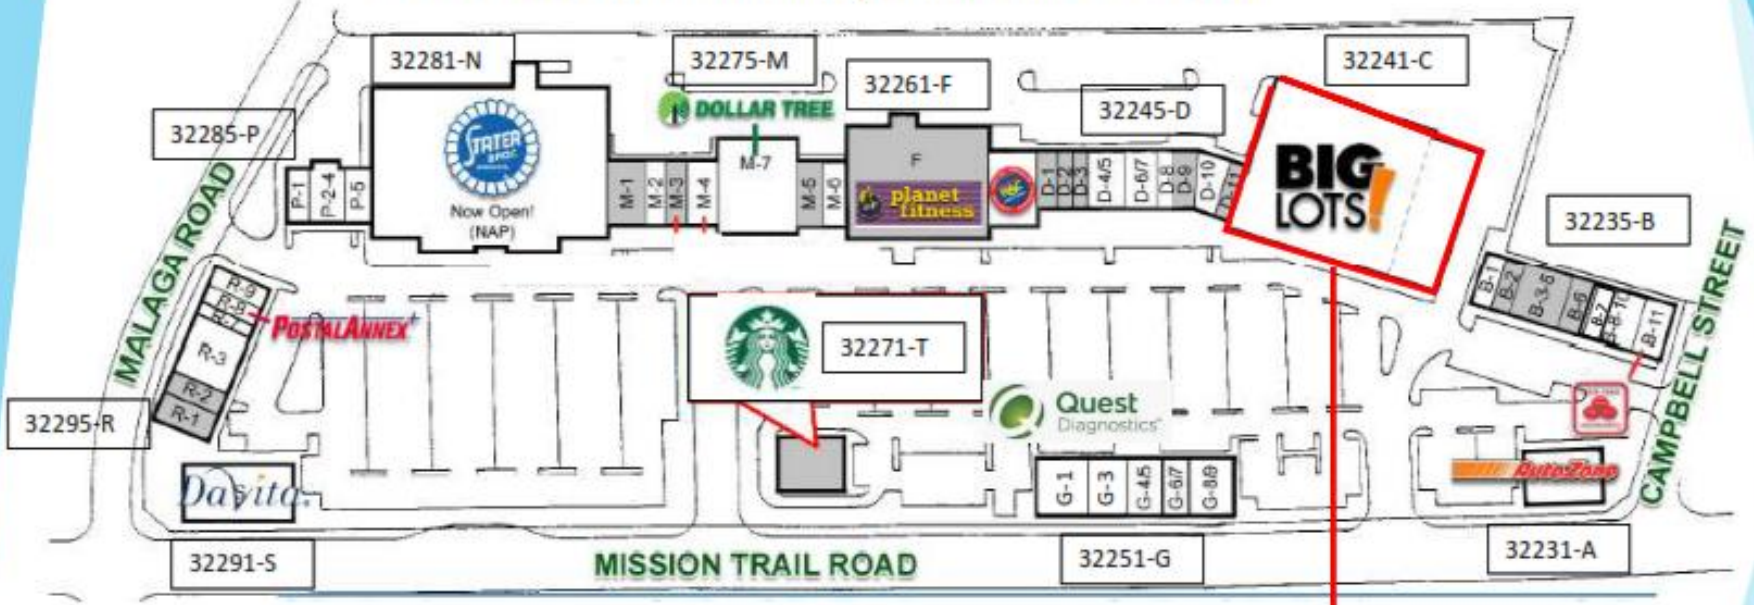 32281-N
32275-M
32261-F
32245-D
32241-C
32285-P
DOLLAR TREE
STATER BROS
Now Open!
(NAP)
P-1
P-2-4
P-5
M-1
M-2
M-3
M-4
M-7
M-5
M-6
F
planet fitness
D-1
D-2
D-3
D-4/5
D-6/7
D-8
D-9
D-10
D-11
BIG
LOTS!
32235-B
B-1
B-2
B-3-5
B-6
B-7
B-8-10
B-11
MALAGA ROAD
CAMPBELL STREET
R-9
R-8
R-7
R-3
R-2
R-1
POSTALANNEX+
32271-T
Quest
Diagnostics
32295-R
DaVita.
G-1
G-3
G-4/5
G-6/7
G-8/9
AutoZone
32291-S
MISSION TRAIL ROAD
32251-G
32231-A